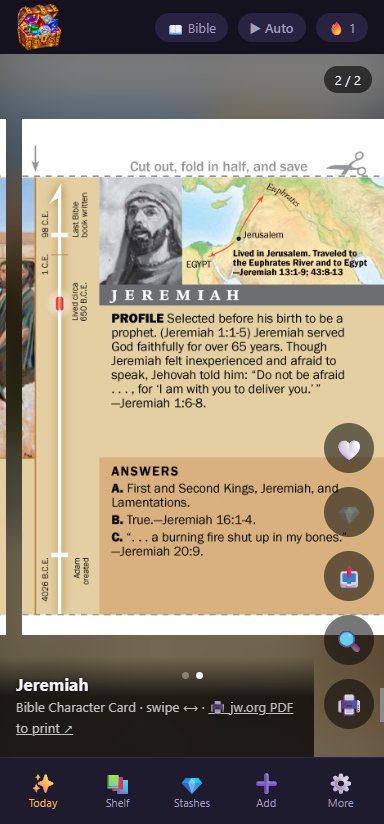 Bible
Auto
1
2 / 2
Cut out, fold in half, and save
98 C.E.
Last Bible
book written
1 C.E.
Lived circa
650 B.C.E.
4026 B.C.E.
Adam
created
Euphrates
Jerusalem
EGYPT
Lived in Jerusalem. Traveled to
the Euphrates River and to Egypt
—Jeremiah 13:1-9; 43:8-13
JEREMIAH
PROFILE Selected before his birth to be a
prophet. (Jeremiah 1:1-5) Jeremiah served
God faithfully for over 65 years. Though
Jeremiah felt inexperienced and afraid to
speak, Jehovah told him: “Do not be afraid
. . . , for ‘I am with you to deliver you.’”
—Jeremiah 1:6-8.
ANSWERS
A. First and Second Kings, Jeremiah, and
Lamentations.
B. True.—Jeremiah 16:1-4.
C. “. . . a burning fire shut up in my bones.”
—Jeremiah 20:9.
Jeremiah
Bible Character Card · swipe ↔ · jw.org PDF
to print ↗
Today
Shelf
Stashes
Add
More